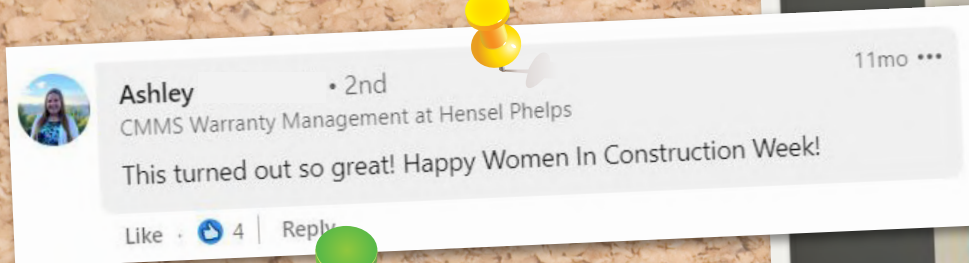 Ashley • 2nd
11mo •••
CMMS Warranty Management at Hensel Phelps
This turned out so great! Happy Women In Construction Week!
Like · 4 | Reply